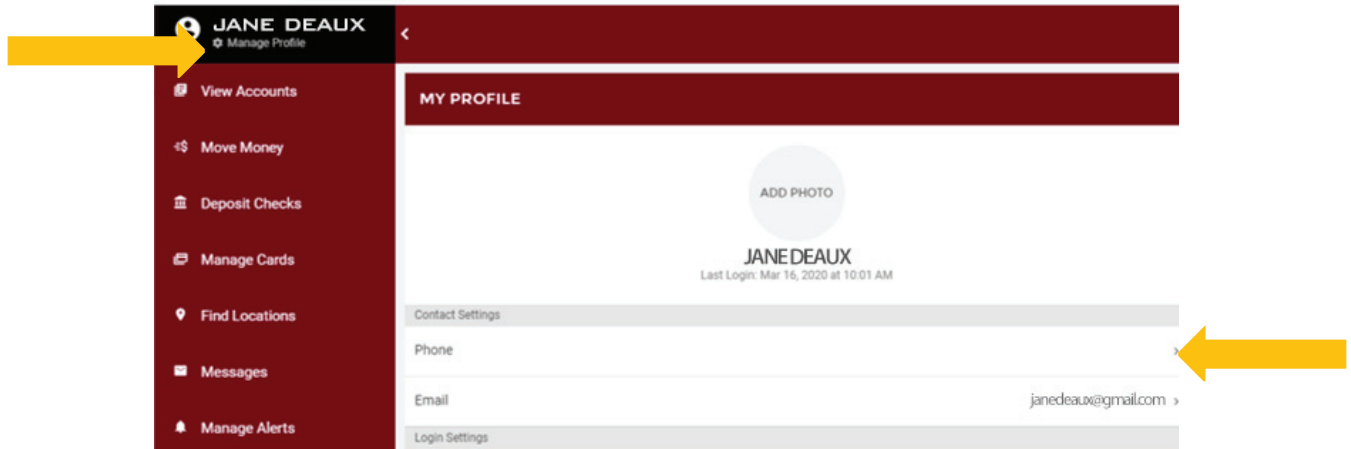 JANE DEAUX
Manage Profile
View Accounts
Move Money
Deposit Checks
Manage Cards
Find Locations
Messages
Manage Alerts
MY PROFILE
ADD PHOTO
JANE DEAUX
Last Login: Mar 16, 2020 at 10:01 AM
Contact Settings
Phone
Email janedeaux@gmail.com
Login Settings